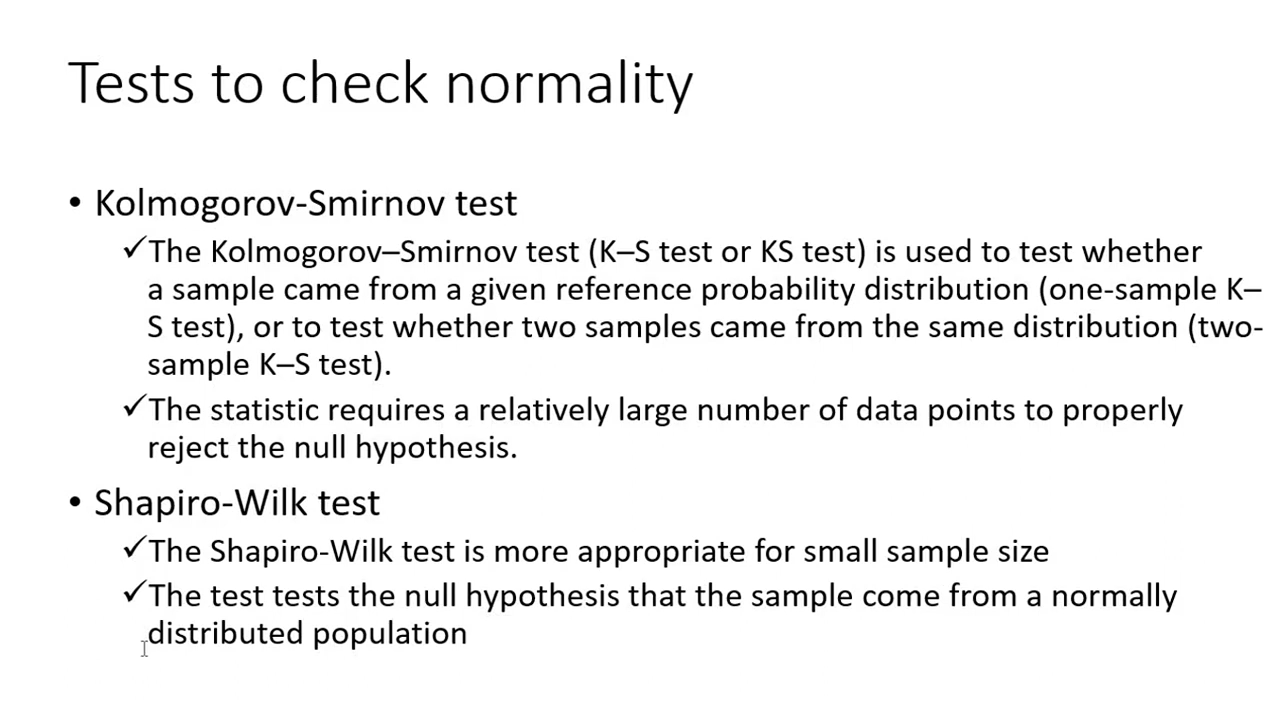 Tests to check normality
• Kolmogorov-Smirnov test
✓The Kolmogorov–Smirnov test (K–S test or KS test) is used to test whether
a sample came from a given reference probability distribution (one-sample K–
S test), or to test whether two samples came from the same distribution (two-
sample K–S test).
✓The statistic requires a relatively large number of data points to properly
reject the null hypothesis.
• Shapiro-Wilk test
✓The Shapiro-Wilk test is more appropriate for small sample size
✓The test tests the null hypothesis that the sample come from a normally
distributed population